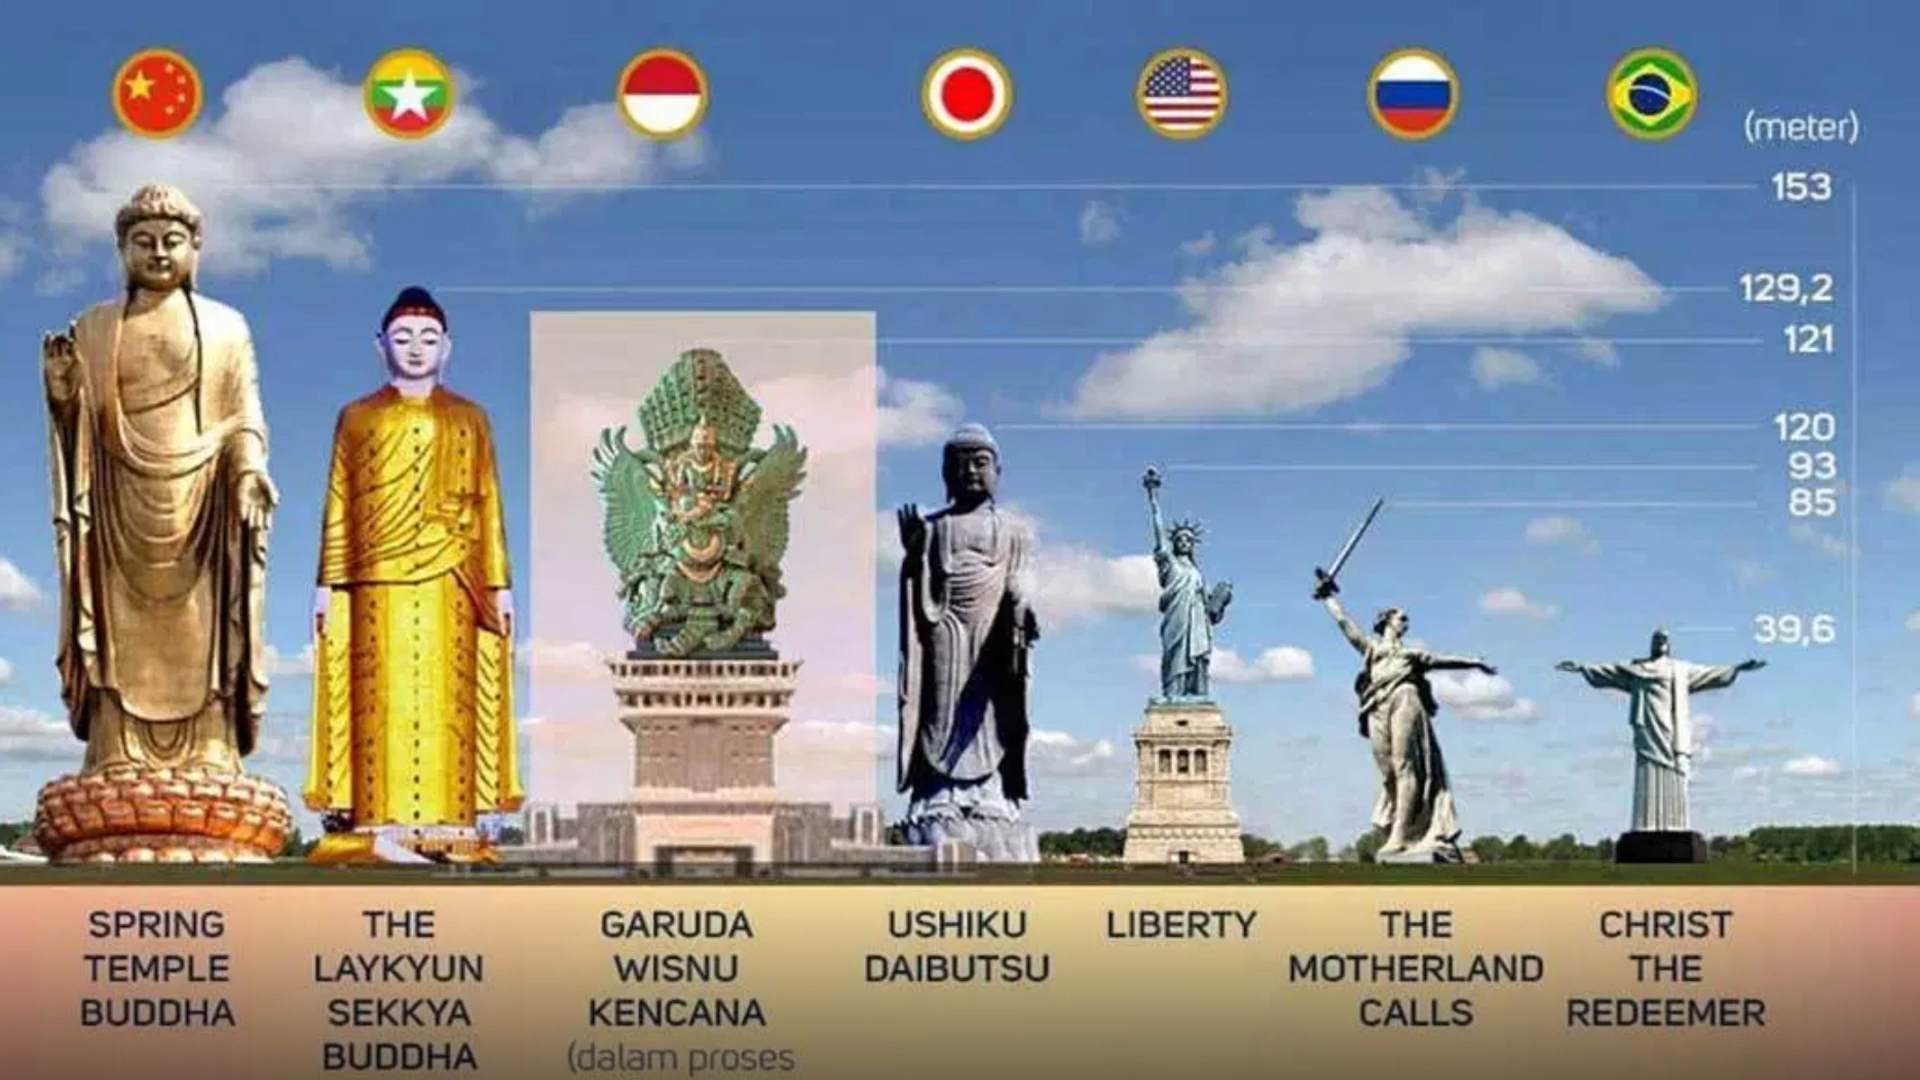 (meter)
153
129,2
121
120
93
85
39,6
SPRING
TEMPLE
BUDDHA
THE
LAYKYUN
SEKKYA
BUDDHA
GARUDA
WISNU
KENCANA
(dalam proses
USHIKU
DAIBUTSU
LIBERTY
THE
MOTHERLAND
CALLS
CHRIST
THE
REDEEMER